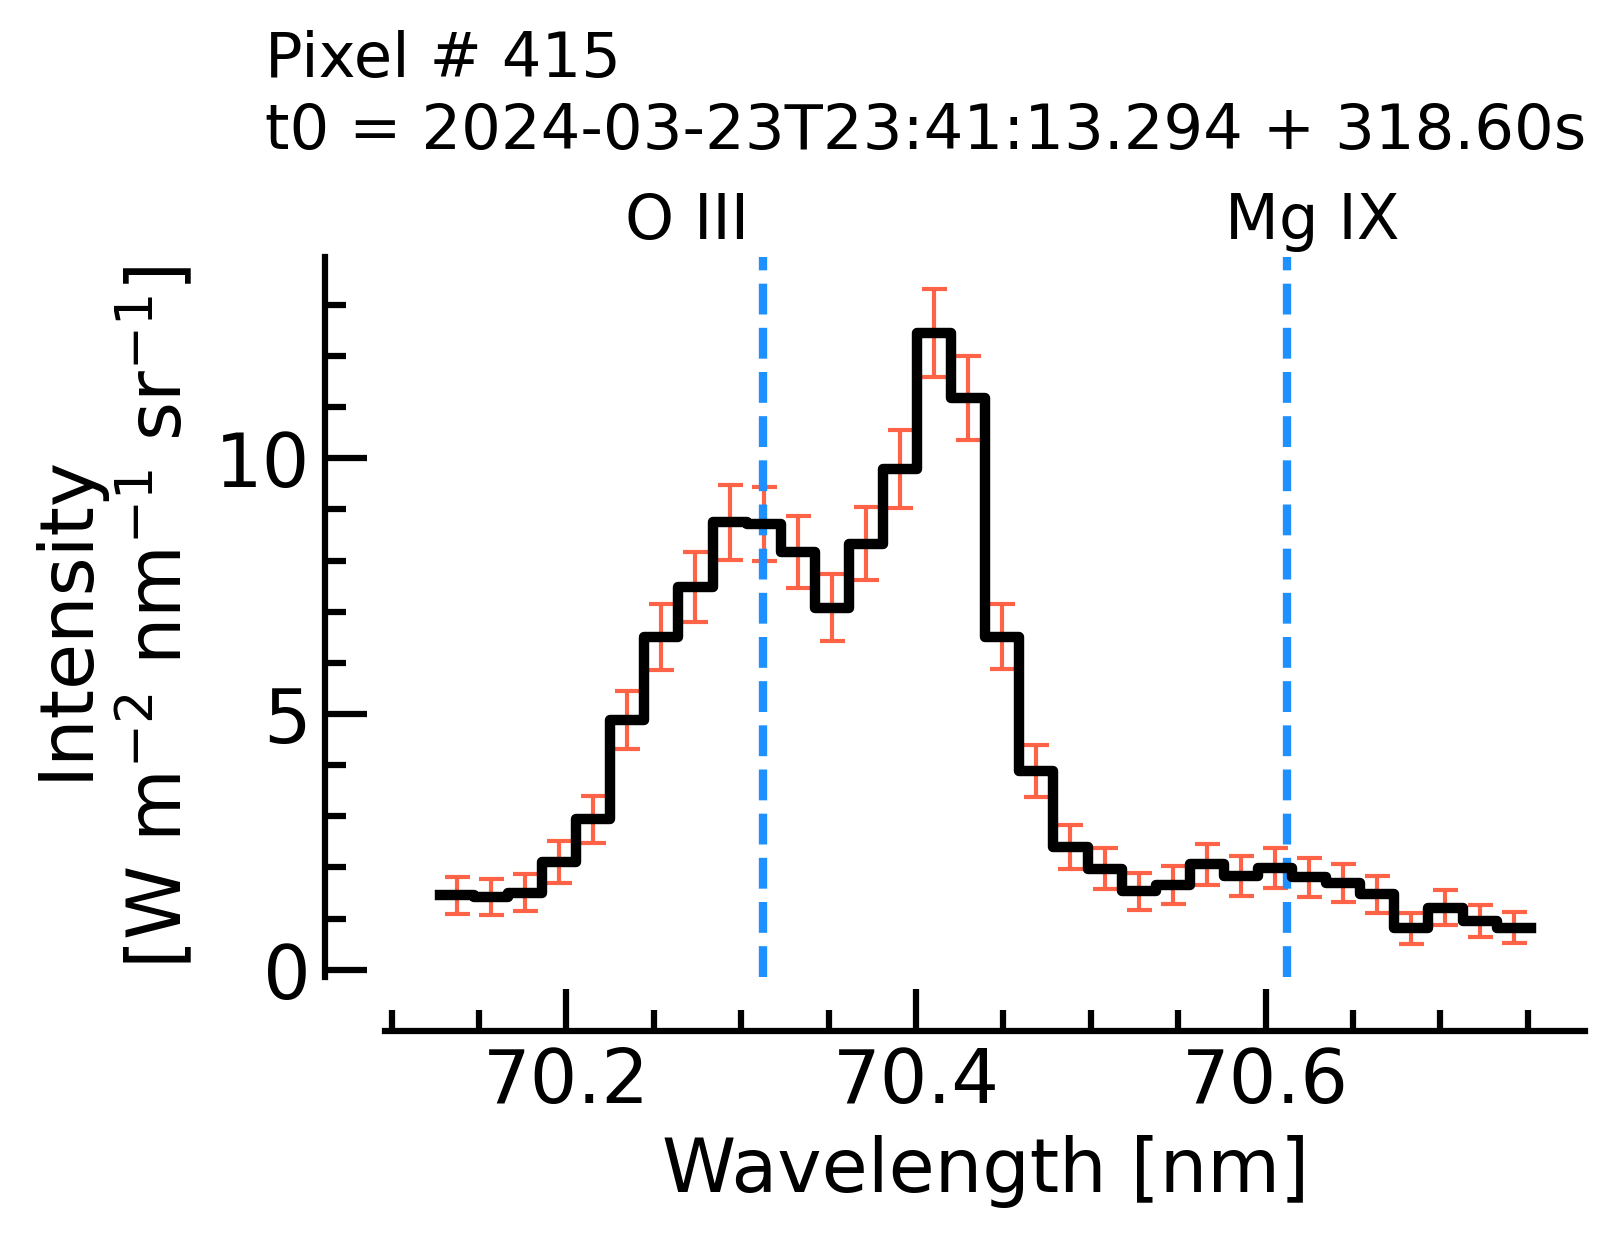 Pixel # 415
t0 = 2024-03-23T23:41:13.294 + 318.60s
O III Mg IX
Intensity
[W m⁻² nm⁻¹ sr⁻¹]
10
5
0
70.2 70.4 70.6
Wavelength [nm]